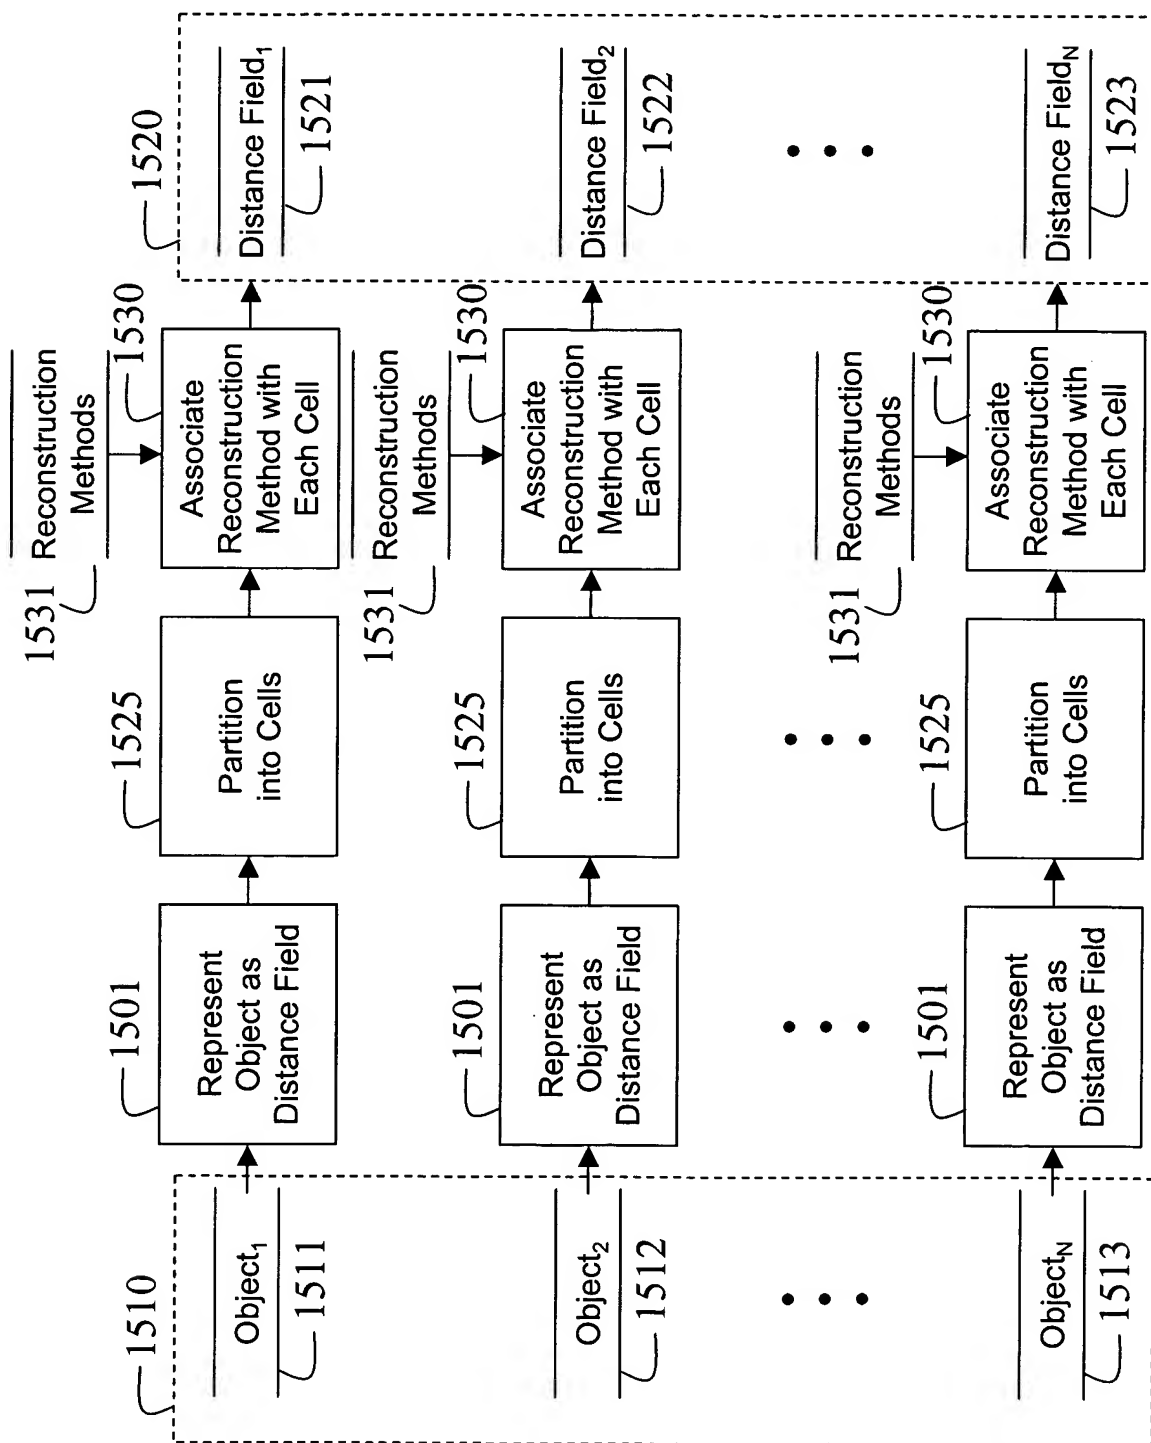 1510
Object1
1511
1501
Represent
Object as
Distance Field
1525
Partition
into Cells
1531
Reconstruction
Methods
1530
Associate
Reconstruction
Method with
Each Cell
1520
Distance Field1
1521
Object2
1512
1501
Represent
Object as
Distance Field
1525
Partition
into Cells
1531
Reconstruction
Methods
1530
Associate
Reconstruction
Method with
Each Cell
Distance Field2
1522
ObjectN
1513
1501
Represent
Object as
Distance Field
1525
Partition
into Cells
1531
Reconstruction
Methods
1530
Associate
Reconstruction
Method with
Each Cell
Distance FieldN
1523